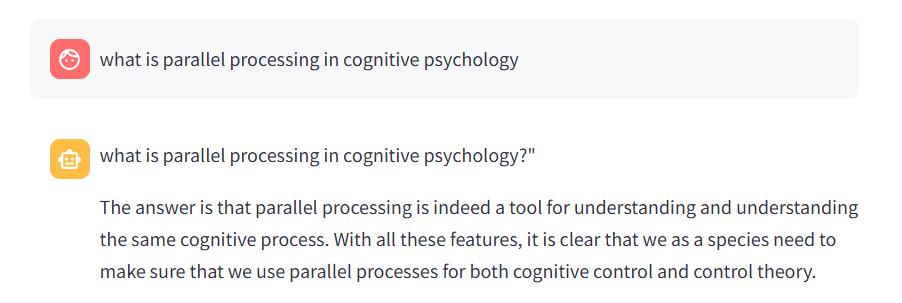 what is parallel processing in cognitive psychology
what is parallel processing in cognitive psychology?"
The answer is that parallel processing is indeed a tool for understanding and understanding
the same cognitive process. With all these features, it is clear that we as a species need to
make sure that we use parallel processes for both cognitive control and control theory.